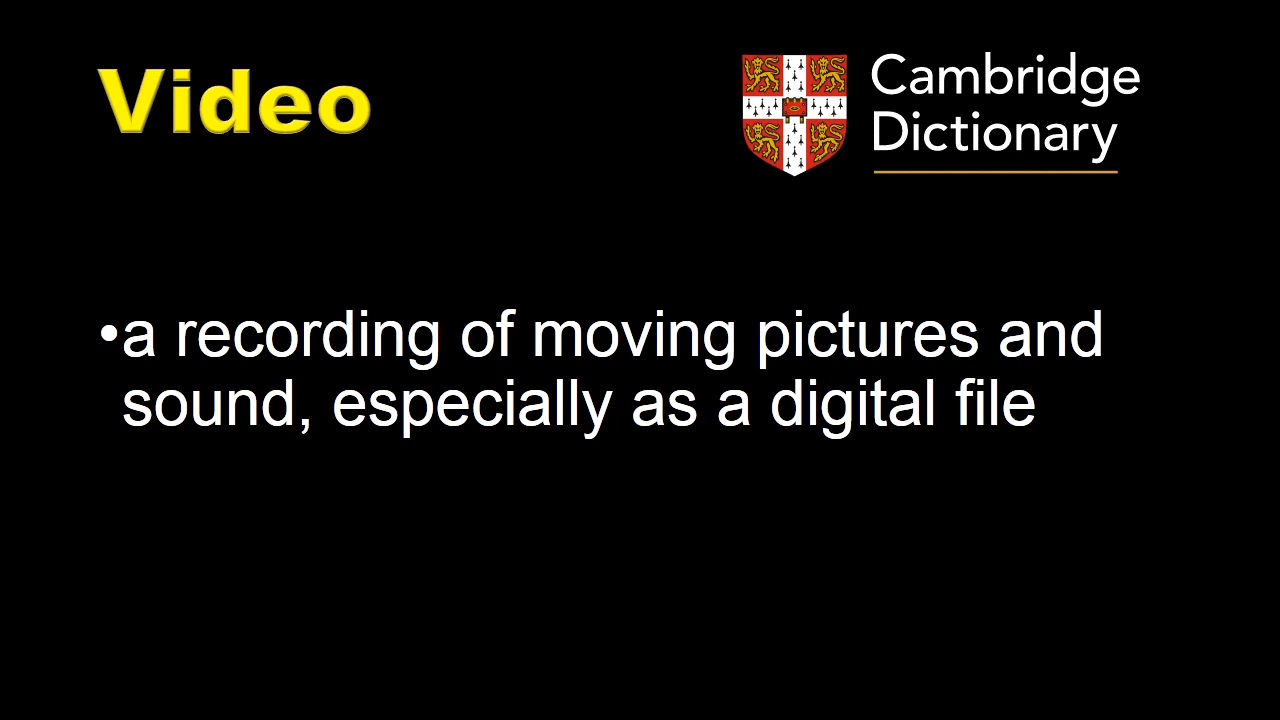 Video
Cambridge
Dictionary
•a recording of moving pictures and
sound, especially as a digital file